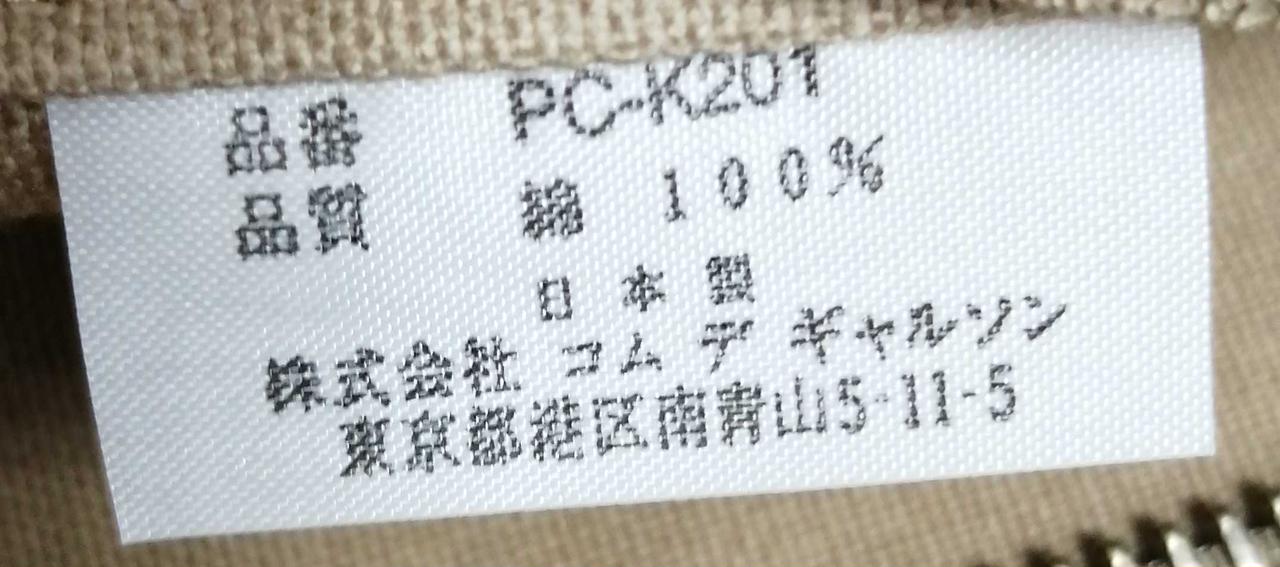 品番 PC-K201
品質 綿 100%
日本製
株式会社 コム デ ギャルソン
東京都港区南青山5-11-5